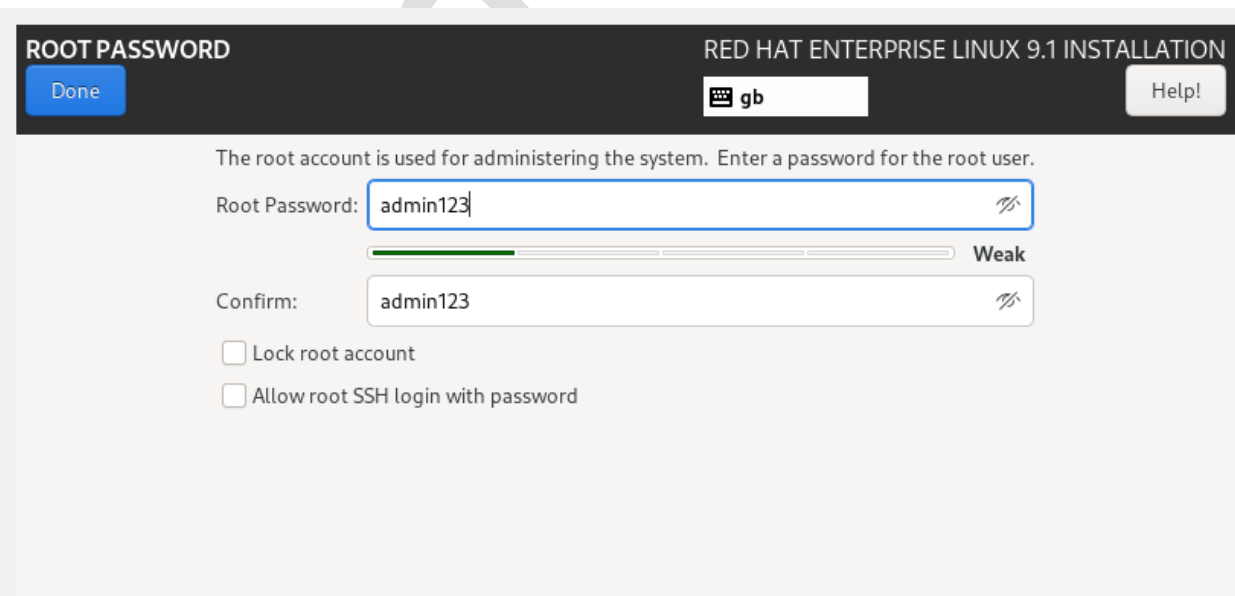 ROOT PASSWORD
RED HAT ENTERPRISE LINUX 9.1 INSTALLATION
Done
gb
Help!
The root account is used for administering the system. Enter a password for the root user.
Root Password: admin123
Weak
Confirm: admin123
Lock root account
Allow root SSH login with password